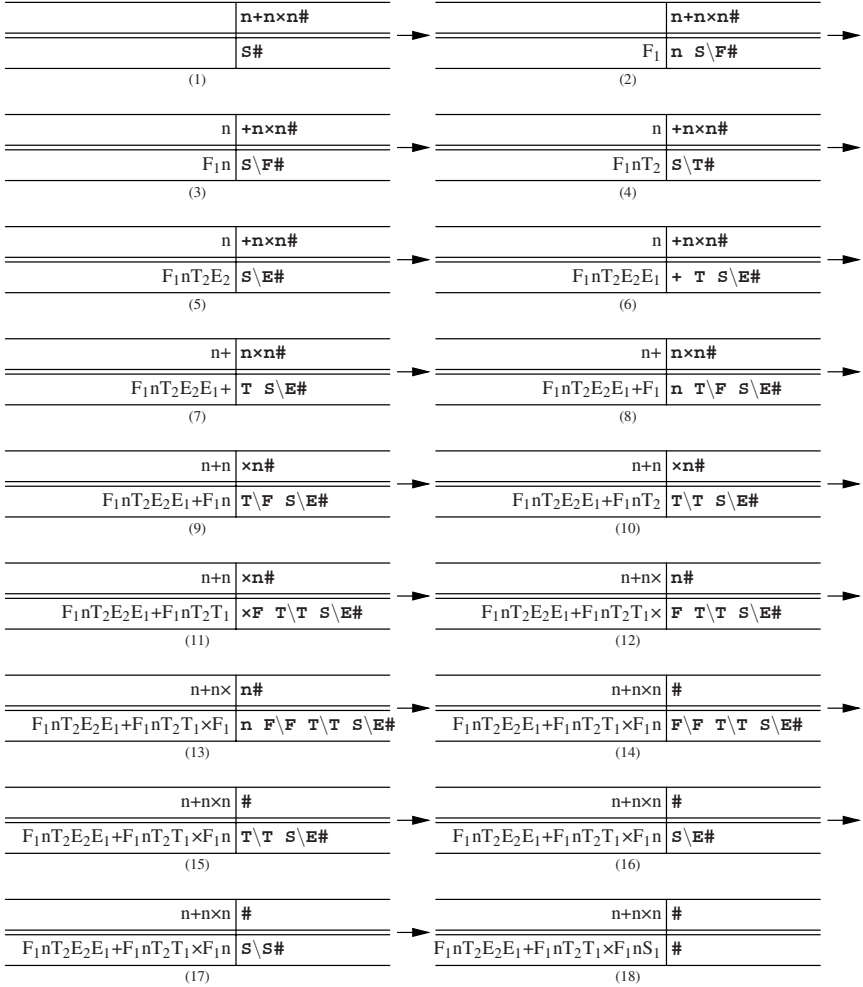 n+n×n# n+n×n#
S# F₁ n S\F#
(1) (2)
n +n×n# n +n×n#
F₁n S\F# F₁nT₂ S\T#
(3) (4)
n +n×n# n +n×n#
F₁nT₂E₂ S\E# F₁nT₂E₂E₁ + T S\E#
(5) (6)
n+ n×n# n+ n×n#
F₁nT₂E₂E₁+ T S\E# F₁nT₂E₂E₁+F₁ n T\F S\E#
(7) (8)
n+n ×n# n+n ×n#
F₁nT₂E₂E₁+F₁n T\F S\E# F₁nT₂E₂E₁+F₁nT₂ T\T S\E#
(9) (10)
n+n ×n# n+n× n#
F₁nT₂E₂E₁+F₁nT₂T₁ ×F T\T S\E# F₁nT₂E₂E₁+F₁nT₂T₁× F T\T S\E#
(11) (12)
n+n× n# n+n×n #
F₁nT₂E₂E₁+F₁nT₂T₁×F₁ n F\F T\T S\E# F₁nT₂E₂E₁+F₁nT₂T₁×F₁n F\F T\T S\E#
(13) (14)
n+n×n # n+n×n #
F₁nT₂E₂E₁+F₁nT₂T₁×F₁n T\T S\E# F₁nT₂E₂E₁+F₁nT₂T₁×F₁n S\E#
(15) (16)
n+n×n # n+n×n #
F₁nT₂E₂E₁+F₁nT₂T₁×F₁n S\S# F₁nT₂E₂E₁+F₁nT₂T₁×F₁nS₁ #
(17) (18)